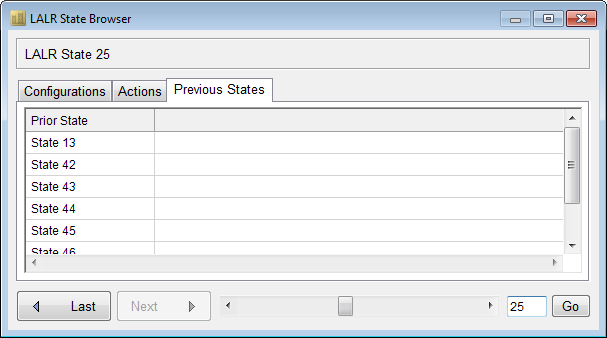 LALR State Browser
LALR State 25
Configurations Actions Previous States
Prior State
State 13
State 42
State 43
State 44
State 45
State 46
Last Next 25 Go